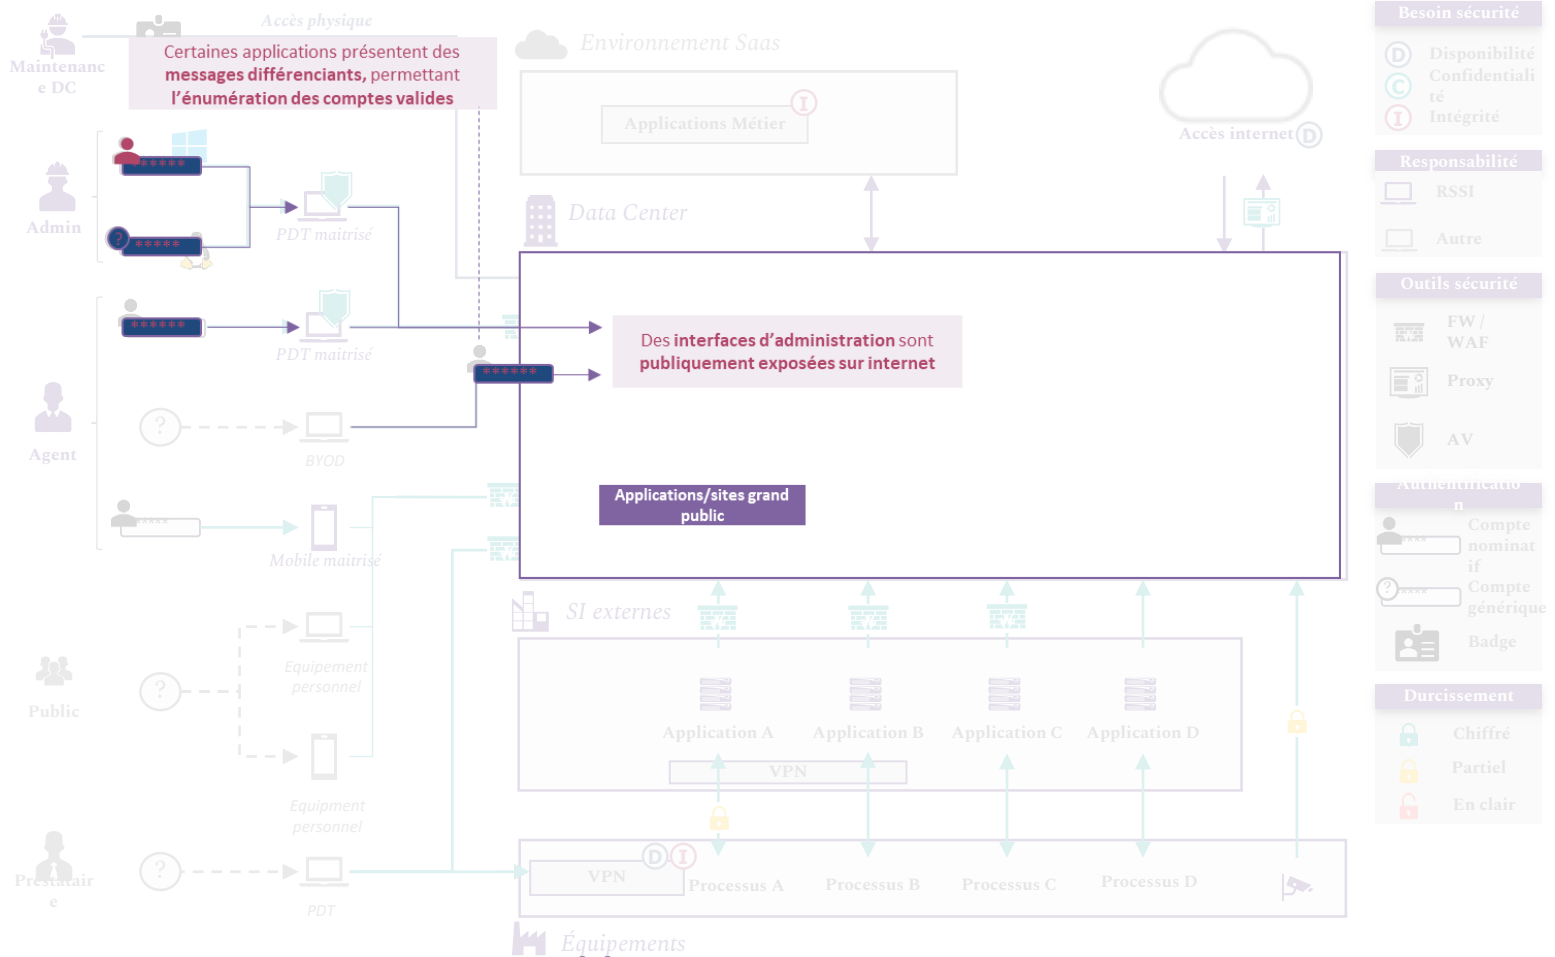 Accès physique
Maintenanc
e DC
Certaines applications présentent des
messages différenciants, permettant
l'énumération des comptes valides
Environnement Saas
Applications Métier
I
Accès internet
D
Besoin sécurité
D
Disponibilité
C
Confidentiali
té
I
Intégrité
Responsabilité
RSSI
Autre
Outils sécurité
FW /
WAF
Proxy
AV
Authentificatio
n
Compte
nominat
if
****
?
****
Compte
générique
Badge
Durcissement
Chiffré
Partiel
En clair
Admin
******
?
*****
PDT maitrisé
Data Center
******
PDT maitrisé
******
Des interfaces d'administration sont
publiquement exposées sur internet
Agent
?
BYOD
*****
Mobile maitrisé
Applications/sites grand
public
SI externes
Public
?
Equipement
personnel
Equipment
personnel
Application A
Application B
Application C
Application D
VPN
Prestatair
e
?
PDT
VPN
D
I
Processus A
Processus B
Processus C
Processus D
Équipements